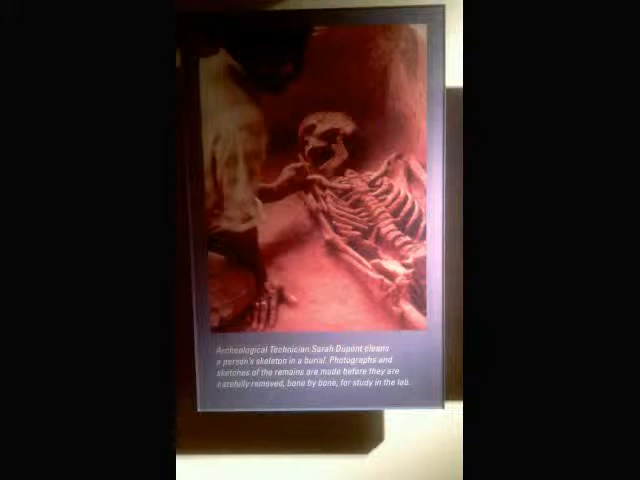 Archeological Technician Sarah Dupont cleans
a person's skeleton in a burial. Photographs and
sketches of the remains are made before they are
carefully removed, bone by bone, for study in the lab.